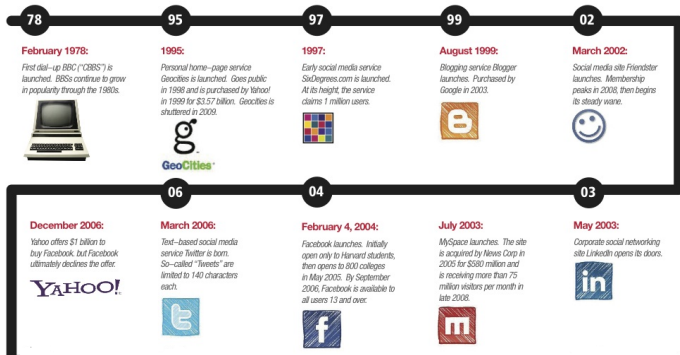 78
95
97
99
02
February 1978:
First dial-up BBC ("CBBS") is
launched. BBSs continue to grow
in popularity through the 1980s.
1995:
Personal home-page service
Geocities is launched. Goes public
in 1998 and is purchased by Yahoo!
in 1999 for $3.57 billion. Geocities is
shuttered in 2009.
g
GeoCities
1997:
Early social media service
SixDegrees.com is launched.
At its height, the service
claims 1 million users.
August 1999:
Blogging service Blogger
launches. Purchased by
Google in 2003.
B
March 2002:
Social media site Friendster
launches. Membership
peaks in 2008, then begins
its steady wane.
06
04
03
December 2006:
Yahoo offers $1 billion to
buy Facebook. but Facebook
ultimately declines the offer.
YAHOO!
March 2006:
Text-based social media
service Twitter is born.
So-called "Tweets" are
limited to 140 characters
each.
t
February 4, 2004:
Facebook launches. Initially
open only to Harvard students,
then opens to 800 colleges
in May 2005. By September
2006, Facebook is available to
all users 13 and over.
f
July 2003:
MySpace launches. The site
is acquired by News Corp in
2005 for $580 million and
is receiving more than 75
million visitors per month in
late 2008.
m
May 2003:
Corporate social networking
site LinkedIn opens its doors.
in